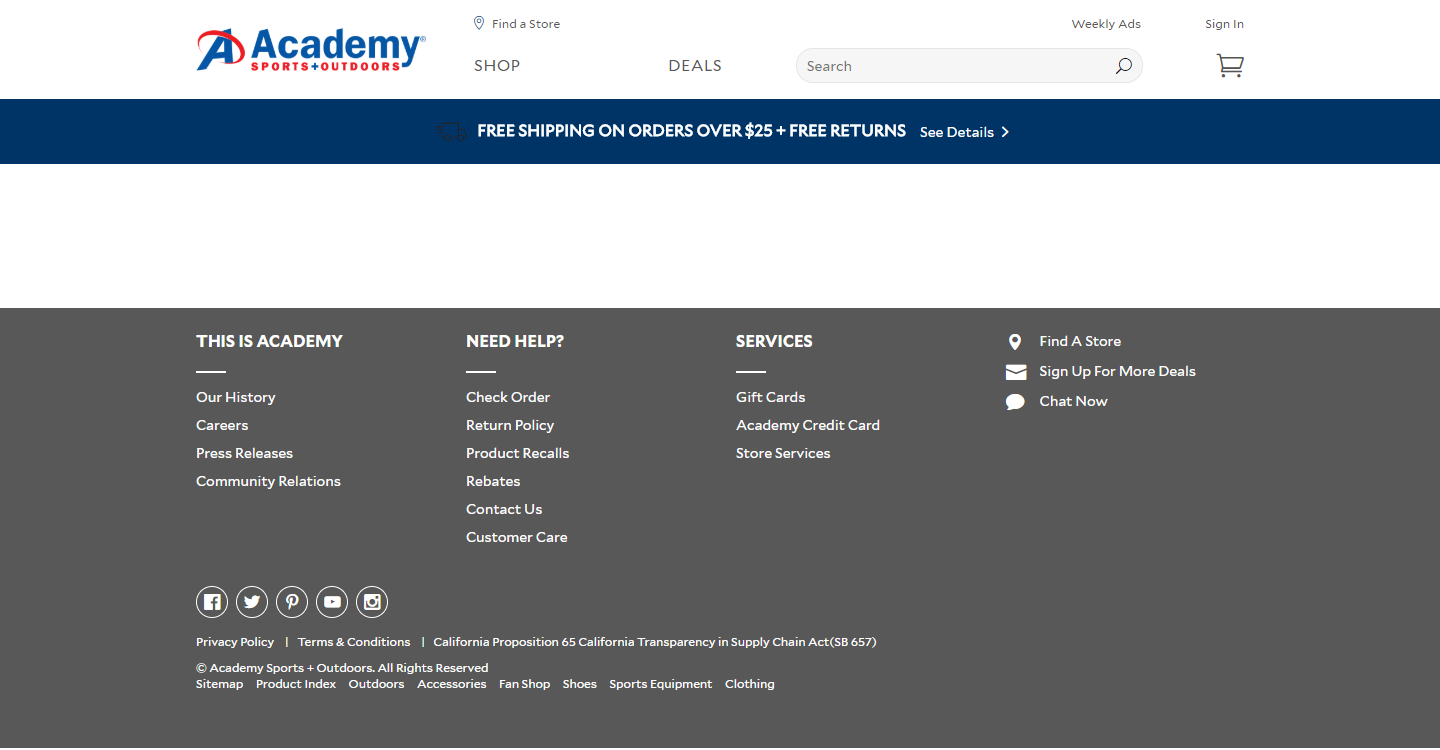 Find a Store
Weekly Ads
Sign In
Academy®
SPORTS+OUTDOORS
SHOP
DEALS
Search
FREE SHIPPING ON ORDERS OVER $25 + FREE RETURNS See Details
THIS IS ACADEMY
Our History
Careers
Press Releases
Community Relations
NEED HELP?
Check Order
Return Policy
Product Recalls
Rebates
Contact Us
Customer Care
SERVICES
Gift Cards
Academy Credit Card
Store Services
Find A Store
Sign Up For More Deals
Chat Now
Privacy Policy | Terms & Conditions | California Proposition 65 California Transparency in Supply Chain Act(SB 657)
© Academy Sports + Outdoors. All Rights Reserved
Sitemap Product Index Outdoors Accessories Fan Shop Shoes Sports Equipment Clothing